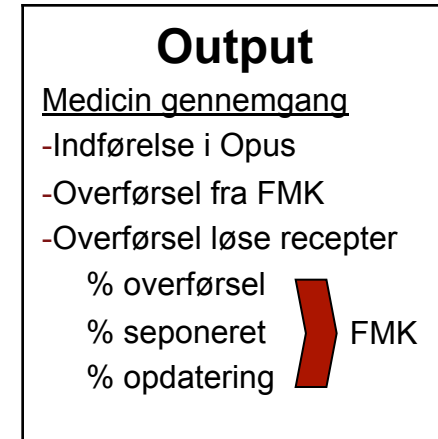 Output
Medicin gennemgang
-Indførelse i Opus
-Overførsel fra FMK
-Overførsel løse recepter
% overførsel
% seponeret FMK
% opdatering